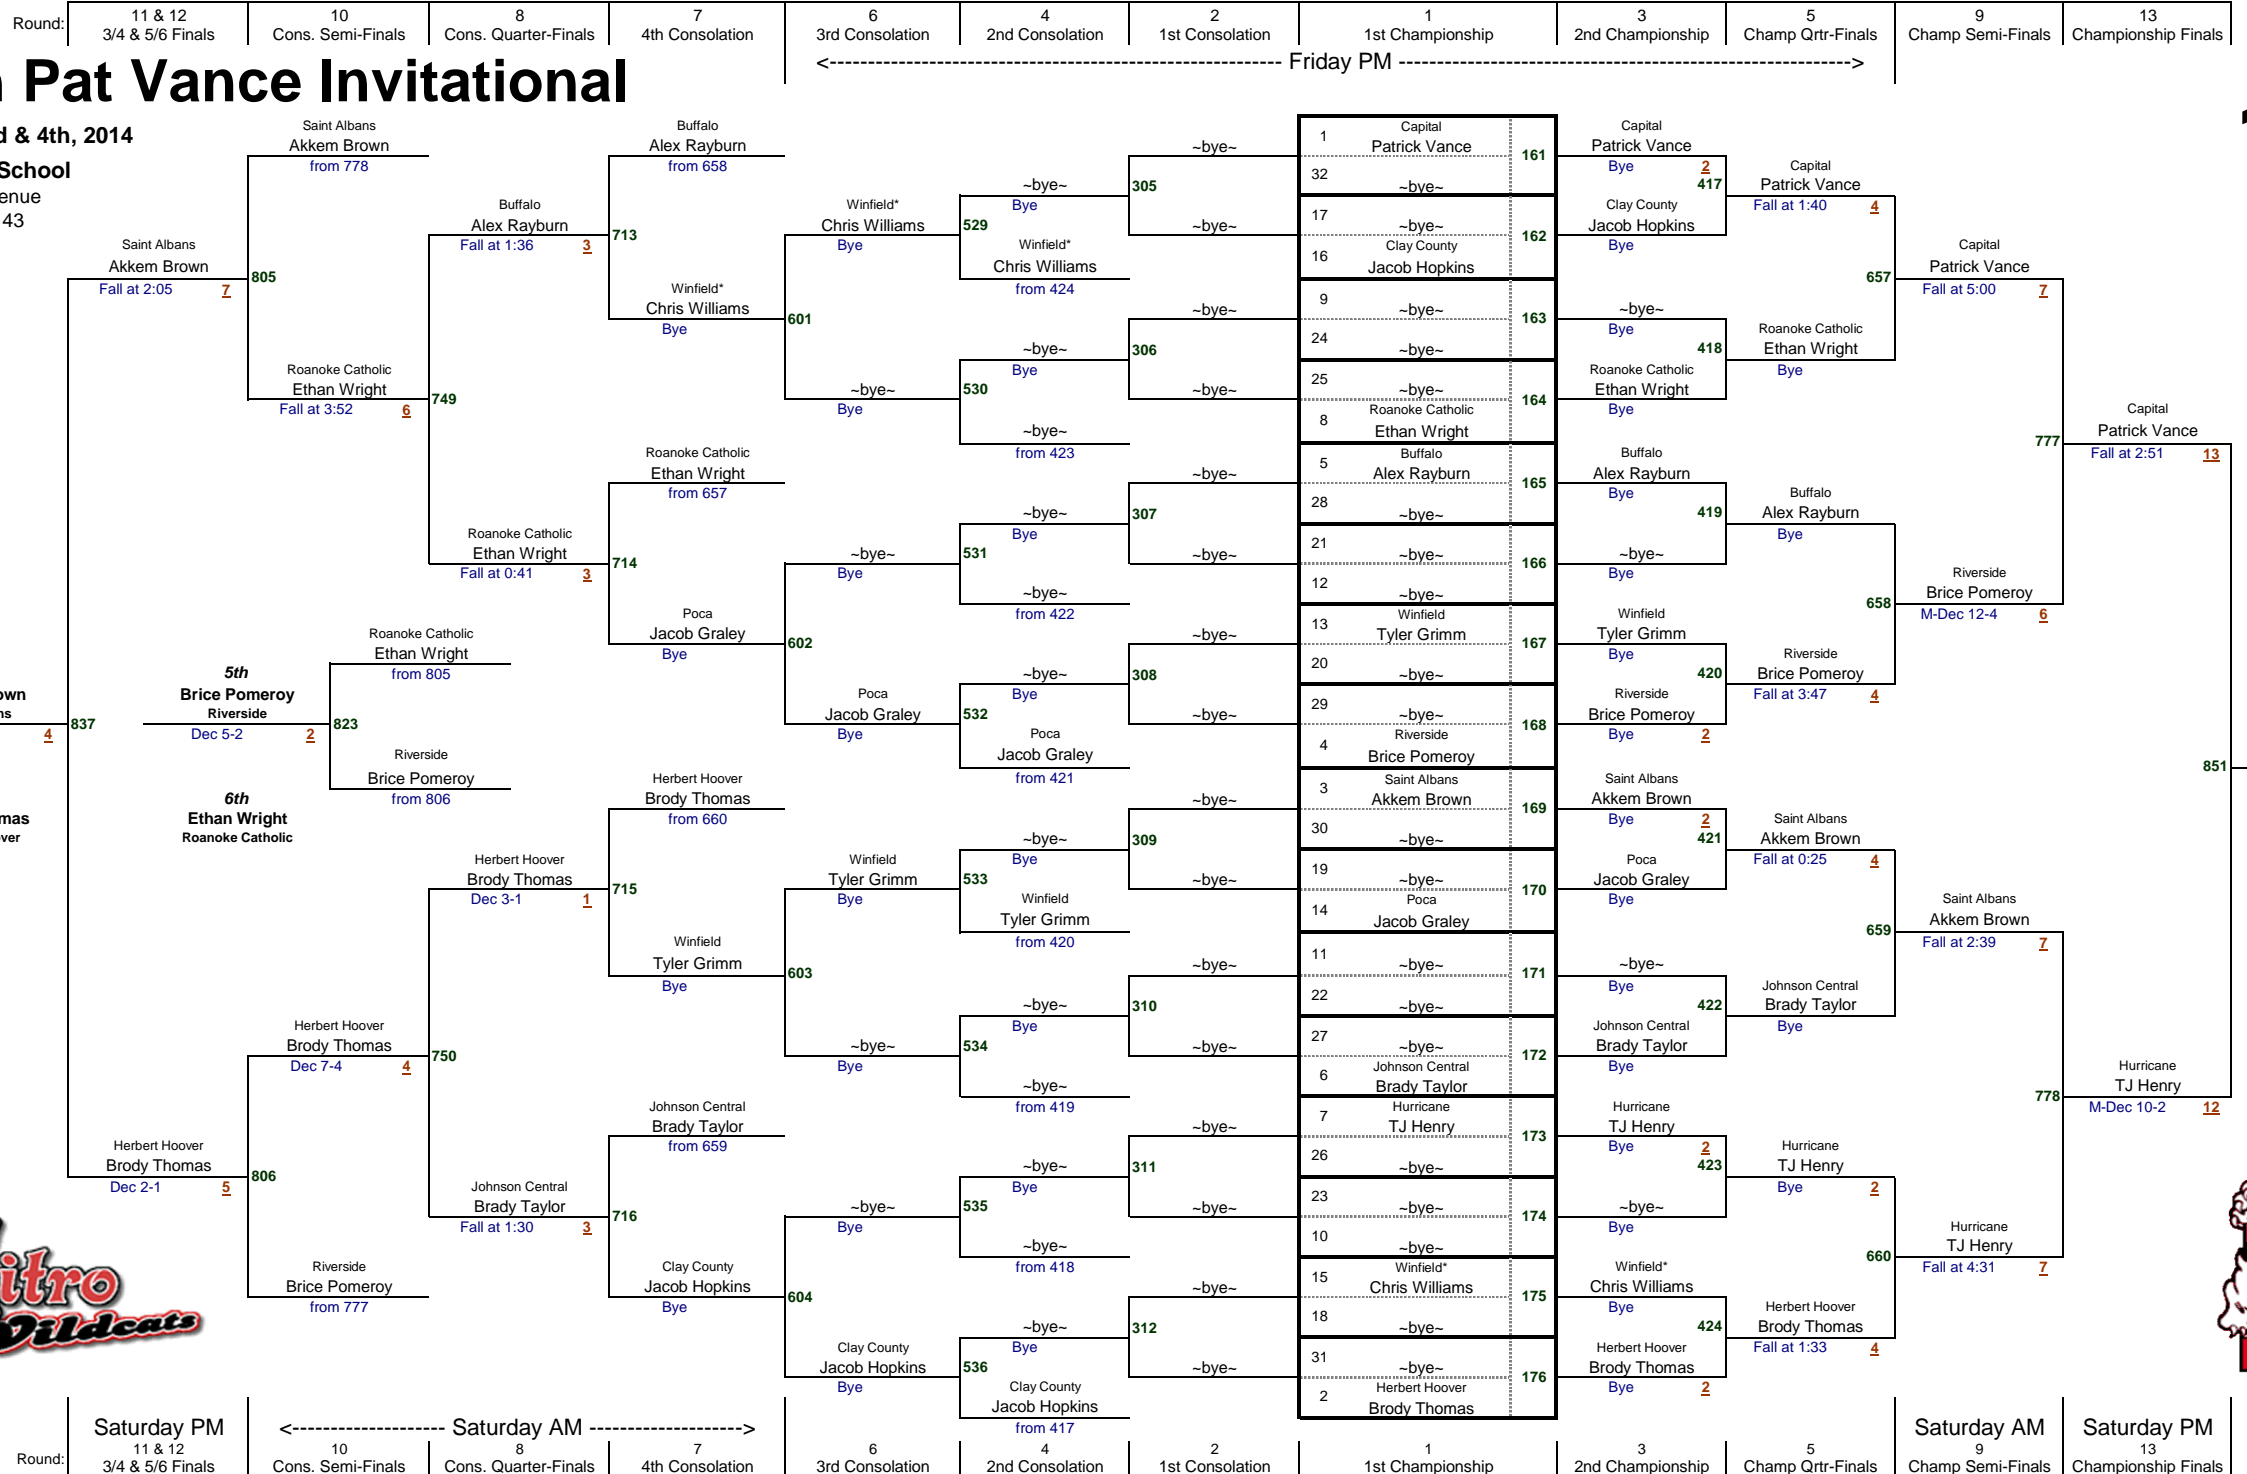 Round:
11 & 12
3/4 & 5/6 Finals
10
Cons. Semi-Finals
8
Cons. Quarter-Finals
7
4th Consolation
6
3rd Consolation
4
2nd Consolation
2
1st Consolation
1
1st Championship
3
2nd Championship
5
Champ Qrtr-Finals
9
Champ Semi-Finals
13
Championship Finals
Pat Vance Invitational
<---------- Friday PM ---------->
& 4th, 2014
School
enue
43
Saint Albans
Akkem Brown
Fall at 2:05 7
Herbert Hoover
Brody Thomas
Dec 2-1 5
837
4
5th
Brice Pomeroy
Riverside
Dec 5-2 2
6th
Ethan Wright
Roanoke Catholic
Roanoke Catholic
Ethan Wright
from 805
823
Riverside
Brice Pomeroy
from 806
Saint Albans
Akkem Brown
from 778
805
Roanoke Catholic
Ethan Wright
Fall at 3:52 6
Herbert Hoover
Brody Thomas
Dec 7-4 4
806
Riverside
Brice Pomeroy
from 777
Buffalo
Alex Rayburn
Fall at 1:36 3
749
Roanoke Catholic
Ethan Wright
Fall at 0:41 3
Herbert Hoover
Brody Thomas
Dec 3-1 1
750
Johnson Central
Brady Taylor
Fall at 1:30 3
Buffalo
Alex Rayburn
from 658
713
Winfield*
Chris Williams
Bye
Roanoke Catholic
Ethan Wright
from 657
714
Poca
Jacob Graley
Bye
Herbert Hoover
Brody Thomas
from 660
715
Winfield
Tyler Grimm
Bye
Johnson Central
Brady Taylor
from 659
716
Clay County
Jacob Hopkins
Bye
Winfield*
Chris Williams
Bye
601
~bye~
Bye
~bye~
Bye
602
Poca
Jacob Graley
Bye
Winfield
Tyler Grimm
Bye
603
~bye~
Bye
~bye~
Bye
604
Clay County
Jacob Hopkins
Bye
~bye~
Bye
529
Winfield*
Chris Williams
from 424
~bye~
Bye
530
~bye~
from 423
~bye~
Bye
531
~bye~
from 422
~bye~
Bye
532
Poca
Jacob Graley
from 421
~bye~
Bye
533
Winfield
Tyler Grimm
from 420
~bye~
Bye
534
~bye~
from 419
~bye~
Bye
535
~bye~
from 418
~bye~
Bye
536
Clay County
Jacob Hopkins
from 417
~bye~
305
~bye~
~bye~
306
~bye~
~bye~
307
~bye~
~bye~
308
~bye~
~bye~
309
~bye~
~bye~
310
~bye~
~bye~
311
~bye~
~bye~
312
~bye~
1 Capital
Patrick Vance
161
32 ~bye~
17 ~bye~
162
16 Clay County
Jacob Hopkins
9 ~bye~
163
24 ~bye~
25 ~bye~
164
8 Roanoke Catholic
Ethan Wright
5 Buffalo
Alex Rayburn
165
28 ~bye~
21 ~bye~
166
12 ~bye~
13 Winfield
Tyler Grimm
167
20 ~bye~
29 ~bye~
168
4 Riverside
Brice Pomeroy
3 Saint Albans
Akkem Brown
169
30 ~bye~
19 ~bye~
170
14 Poca
Jacob Graley
11 ~bye~
171
22 ~bye~
27 ~bye~
172
6 Johnson Central
Brady Taylor
7 Hurricane
TJ Henry
173
26 ~bye~
23 ~bye~
174
10 ~bye~
15 Winfield*
Chris Williams
175
18 ~bye~
31 ~bye~
176
2 Herbert Hoover
Brody Thomas
Capital
Patrick Vance
Bye 2
417
Clay County
Jacob Hopkins
Bye
~bye~
Bye
418
Roanoke Catholic
Ethan Wright
Bye
Buffalo
Alex Rayburn
Bye
419
~bye~
Bye
Winfield
Tyler Grimm
Bye
420
Riverside
Brice Pomeroy
Bye 2
Saint Albans
Akkem Brown
Bye 2
421
Poca
Jacob Graley
Bye
~bye~
Bye
422
Johnson Central
Brady Taylor
Bye
Hurricane
TJ Henry
Bye 2
423
~bye~
Bye
Winfield*
Chris Williams
Bye
424
Herbert Hoover
Brody Thomas
Bye 2
Capital
Patrick Vance
Fall at 1:40 4
657
Roanoke Catholic
Ethan Wright
Bye
Buffalo
Alex Rayburn
Bye
658
Riverside
Brice Pomeroy
Fall at 3:47 4
Saint Albans
Akkem Brown
Fall at 0:25 4
659
Johnson Central
Brady Taylor
Bye
Hurricane
TJ Henry
Bye 2
660
Herbert Hoover
Brody Thomas
Fall at 1:33 4
Capital
Patrick Vance
Fall at 5:00 7
777
Riverside
Brice Pomeroy
M-Dec 12-4 6
Saint Albans
Akkem Brown
Fall at 2:39 7
778
Hurricane
TJ Henry
Fall at 4:31 7
Capital
Patrick Vance
Fall at 2:51 13
851
Hurricane
TJ Henry
M-Dec 10-2 12
own
ns
mas
ver
itro
Wildcats
Saturday PM
<---------- Saturday AM ---------->
Saturday AM
Saturday PM
Round:
11 & 12
3/4 & 5/6 Finals
10
Cons. Semi-Finals
8
Cons. Quarter-Finals
7
4th Consolation
6
3rd Consolation
4
2nd Consolation
2
1st Consolation
1
1st Championship
3
2nd Championship
5
Champ Qrtr-Finals
9
Champ Semi-Finals
13
Championship Finals